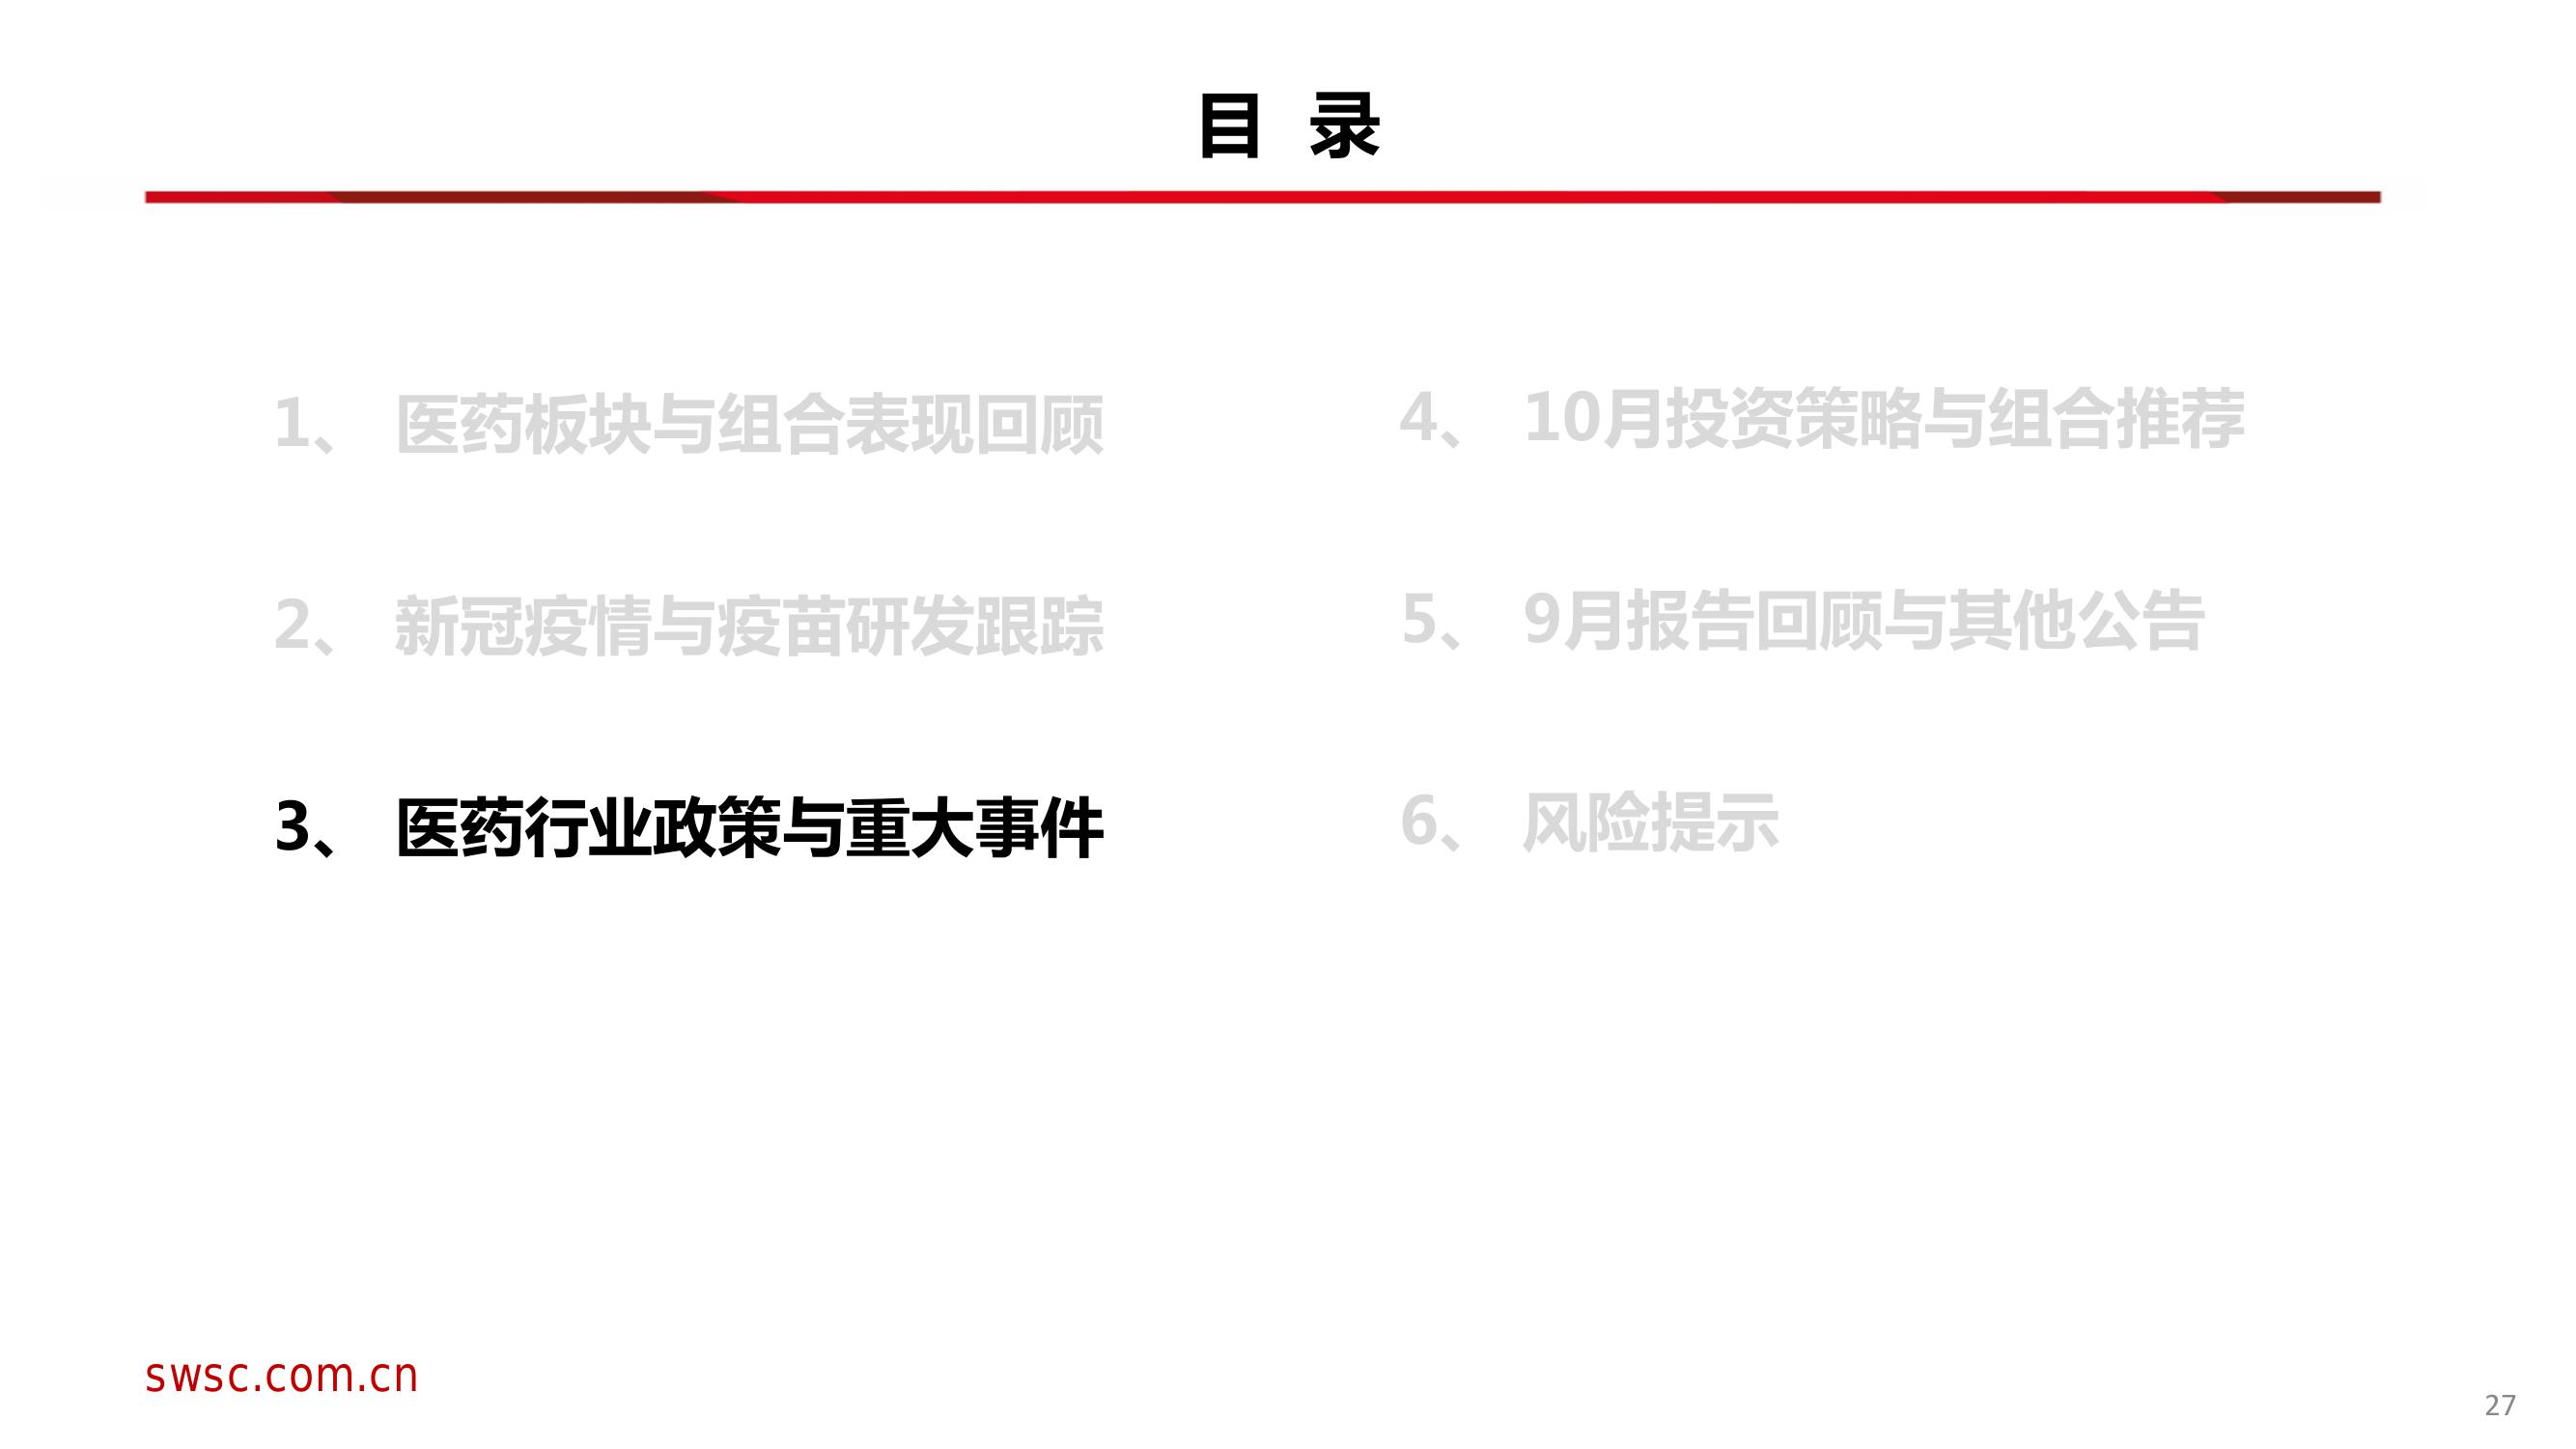 目 录
1、 医药板块与组合表现回顾
2、 新冠疫情与疫苗研发跟踪
3、 医药行业政策与重大事件
4、 10月投资策略与组合推荐
5、 9月报告回顾与其他公告
6、 风险提示
swsc.com.cn
27